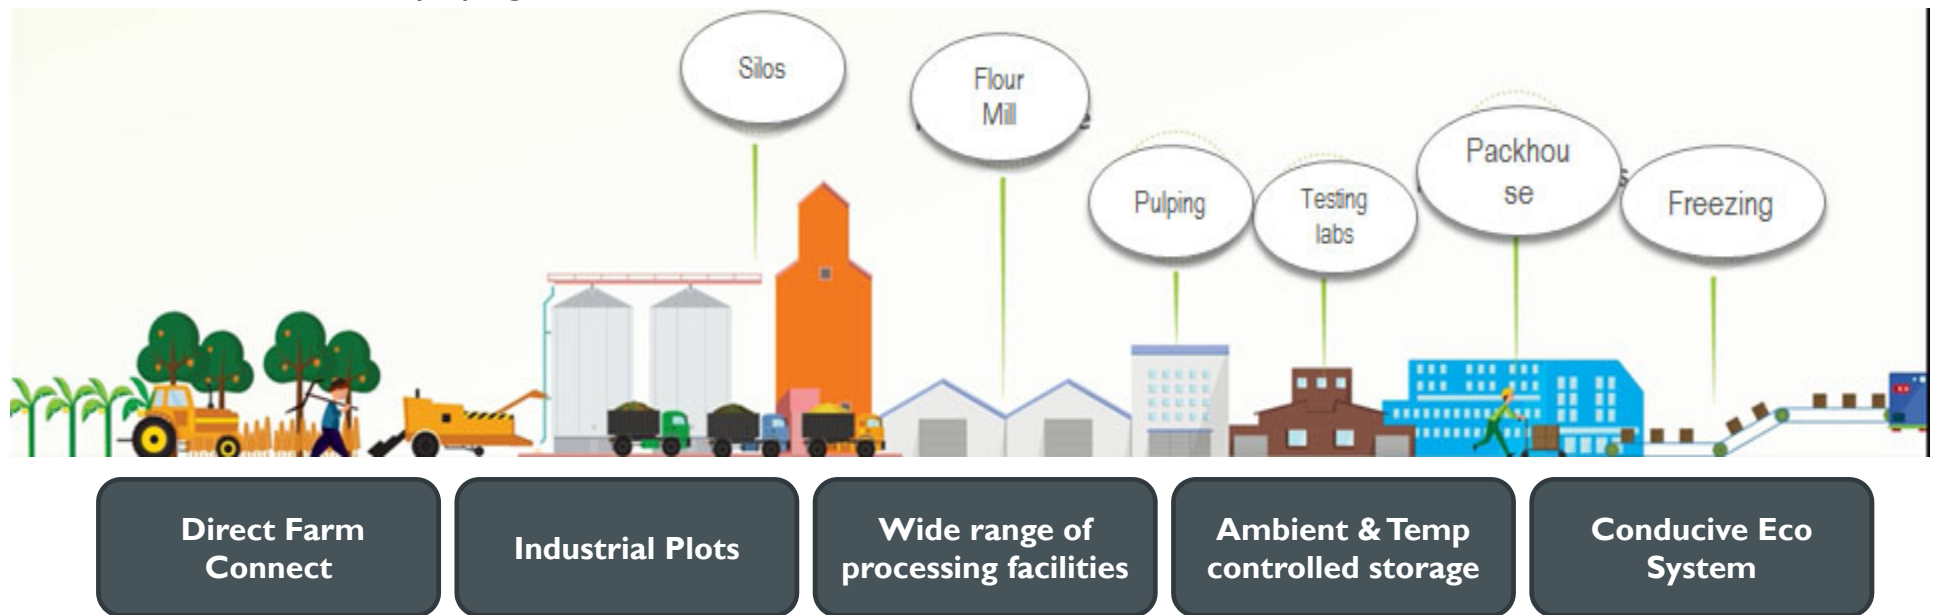 Silos
Flour
Mill
Pulping
Testing
labs
Packhou
se
Freezing
Direct Farm
Connect
Industrial Plots
Wide range of
processing facilities
Ambient & Temp
controlled storage
Conducive Eco
System